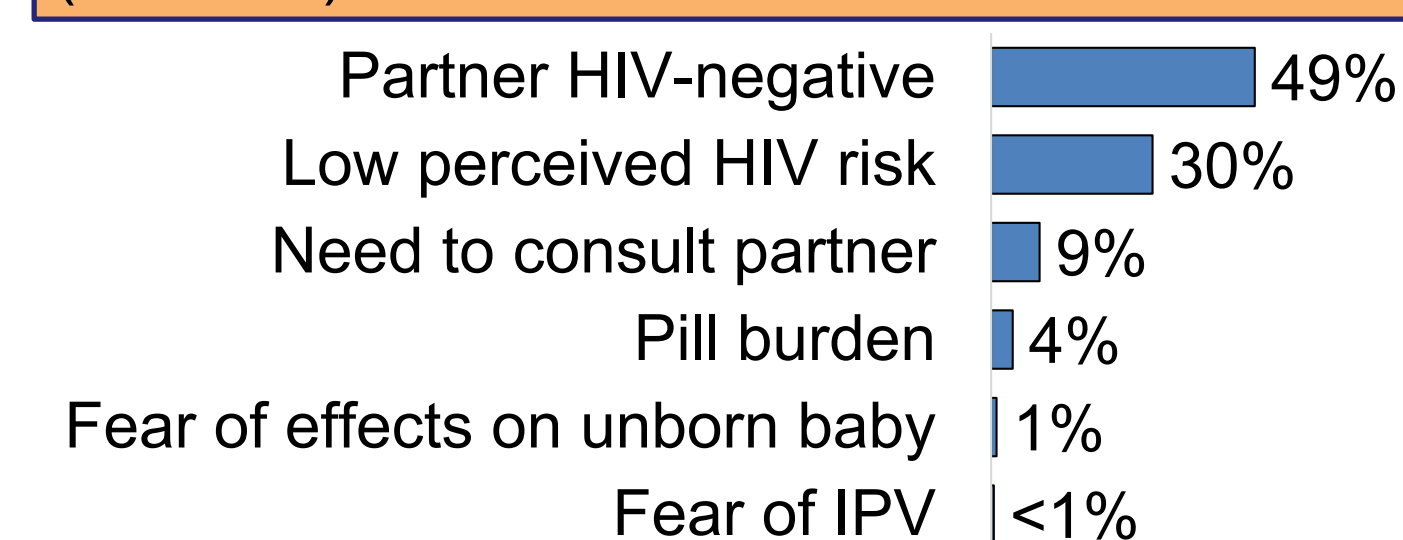 Partner HIV-negative 49%
Low perceived HIV risk 30%
Need to consult partner 9%
Pill burden 4%
Fear of effects on unborn baby 1%
Fear of IPV <1%